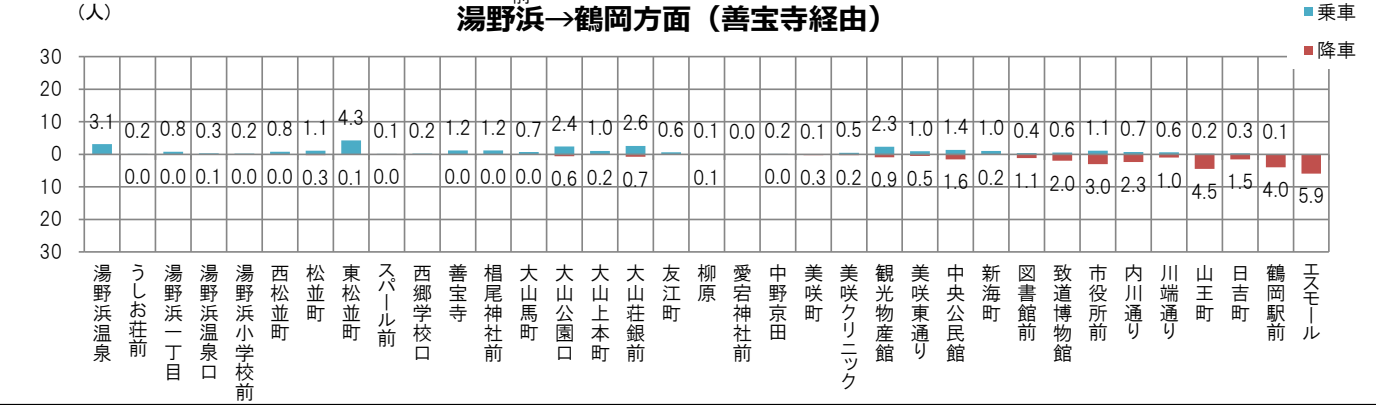 (人)
前
湯野浜→鶴岡方面（善宝寺経由）
乗車
降車
30
20
10
0
10
20
30
3.1 0.2 0.8 0.3 0.2 0.8 1.1 4.3 0.1 0.2 1.2 1.2 0.7 2.4 1.0 2.6 0.6 0.1 0.0 0.2 0.1 0.5 2.3 1.0 1.4 1.0 0.4 0.6 1.1 0.7 0.6 0.2 0.3 0.1
0.0 0.0 0.1 0.0 0.0 0.3 0.1 0.0 0.0 0.0 0.0 0.6 0.2 0.7 0.1 0.0 0.3 0.2 0.9 0.5 1.6 0.2 1.1 2.0 3.0 2.3 1.0 4.5 1.5 4.0 5.9
湯野浜温泉
うしお荘前
湯野浜一丁目
湯野浜温泉口
湯野浜小学校前
西松並町
松並町
東松並町
スパール前
西郷学校口
善宝寺
椙尾神社前
大山馬町
大山公園口
大山上本町
大山荘銀前
友江町
柳原
愛宕神社前
中野京田
美咲町
美咲クリニック
観光物産館
美咲東通り
中央公民館
新海町
図書館前
致道博物館
市役所前
内川通り
川端通り
山王町
日吉町
鶴岡駅前
エスモール